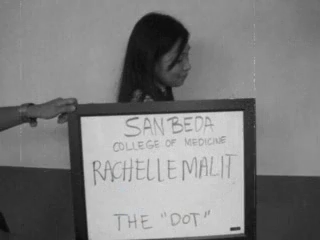 SAN BEDA
COLLEGE OF MEDICINE
RACHELLE MALIT
THE "DOT"